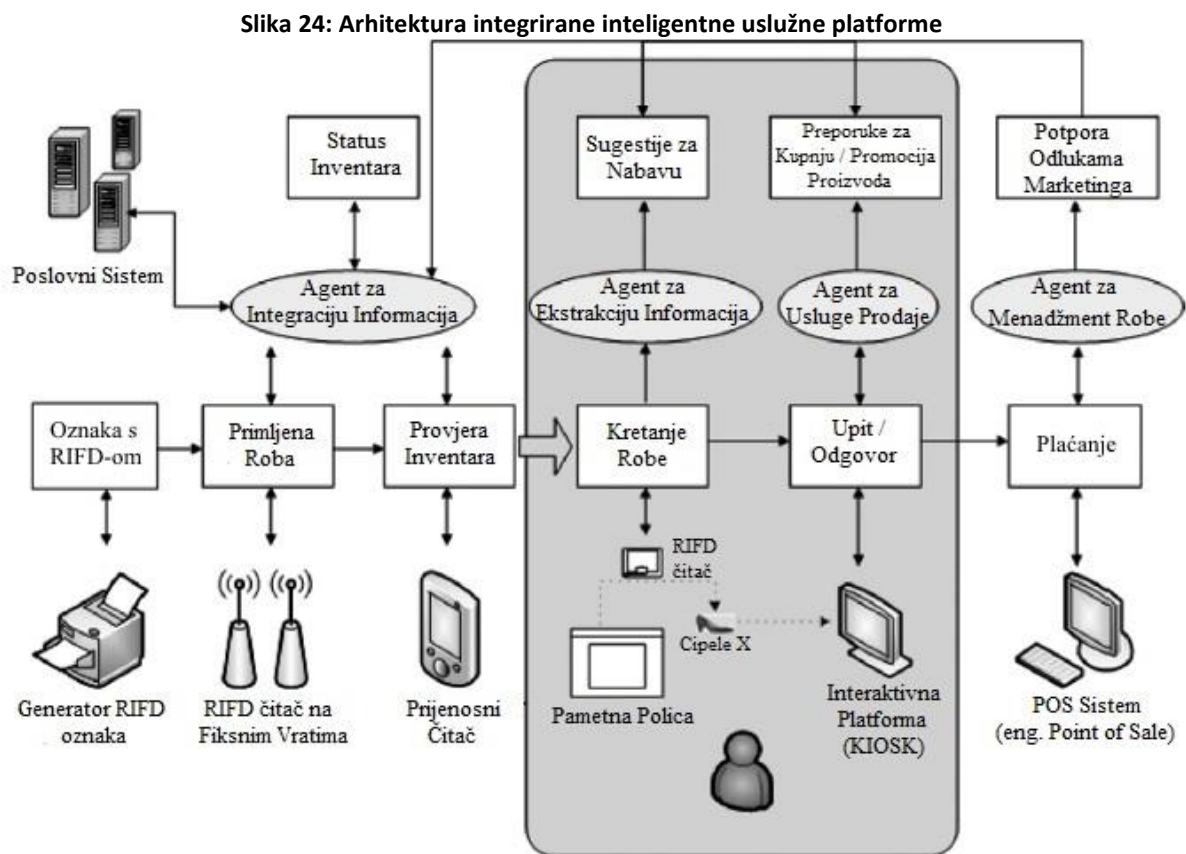 Slika 24: Arhitektura integrirane inteligentne uslužne platforme
Poslovni Sistem
Status
Inventara
Sugestije za
Nabavu
Preporuke za
Kupnju / Promocija
Proizvoda
Potpora
Odlukama
Marketinga
Agent za
Integraciju Informacija
Agent za
Ekstrakciju Informacija
Agent za
Usluge Prodaje
Agent za
Menadžment Robe
Oznaka s
RIFD-om
Primljena
Roba
Provjera
Inventara
Kretanje
Robe
Upit /
Odgovor
Plaćanje
RIFD
čitač
Cipele X
Generator RIFD
oznaka
RIFD čitač na
Fiksnim Vratima
Prijenosni
Čitač
Pametna Polica
Interaktivna
Platforma
(KIOSK)
POS Sistem
(eng. Point of Sale)